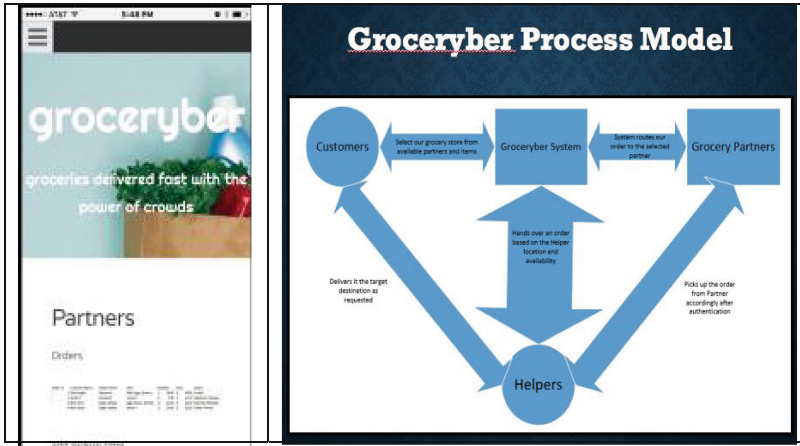 AT&T
5:48 PM
groceryber
groceries delivered fast with the
power of crowds
Partners
Orders
Groceryber Process Model
Customers
Select our grocery store from
available partners and items
Groceryber System
System routes our
order to the selected
partner
Grocery Partners
Hands over an order
based on the Helper
location and
availability
Delivers it the target
destination as
requested
Picks up the order
from Partner
accordingly after
authentication
Helpers